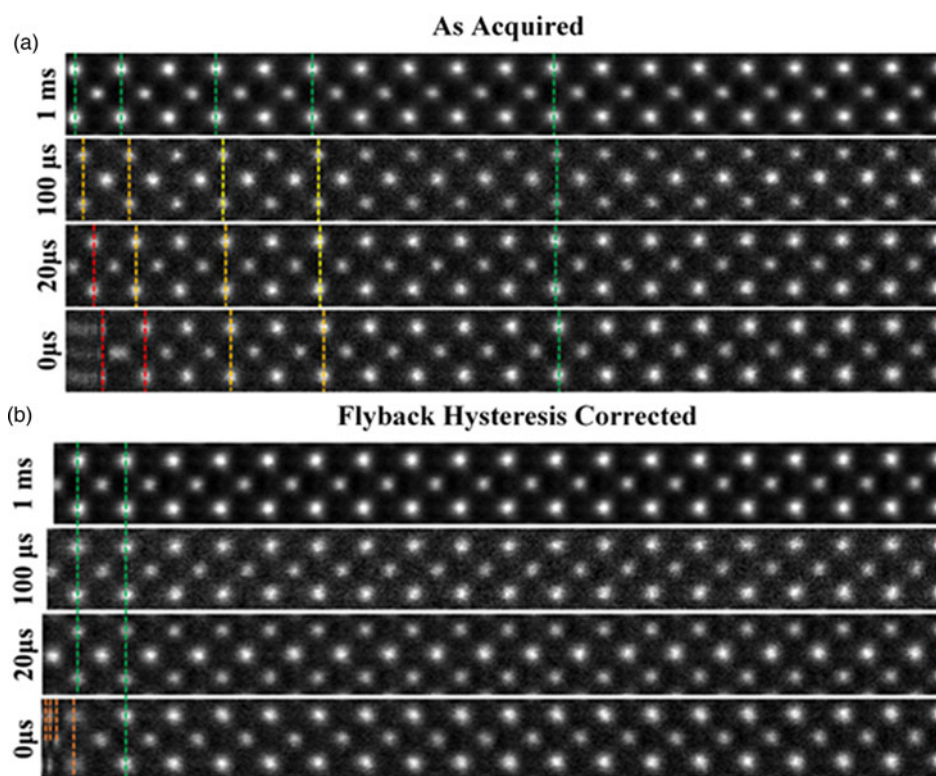 As Acquired
(a)
1 ms
100 μs
20μs
0μs
Flyback Hysteresis Corrected
(b)
1 ms
100 μs
20μs
0μs